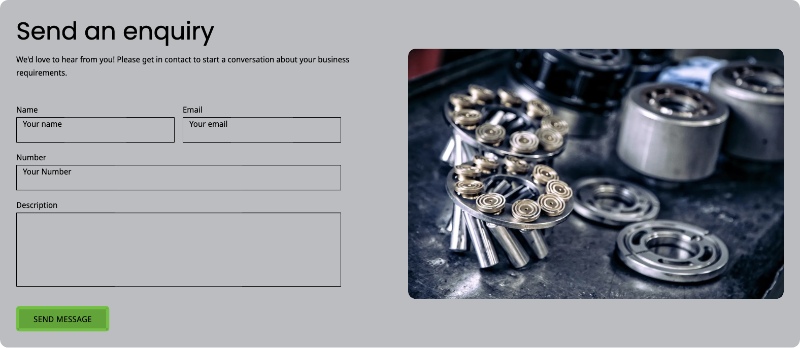 Send an enquiry
We'd love to hear from you! Please get in contact to start a conversation about your business
requirements.
Name
Email
Your name
Your email
Number
Your Number
Description
SEND MESSAGE